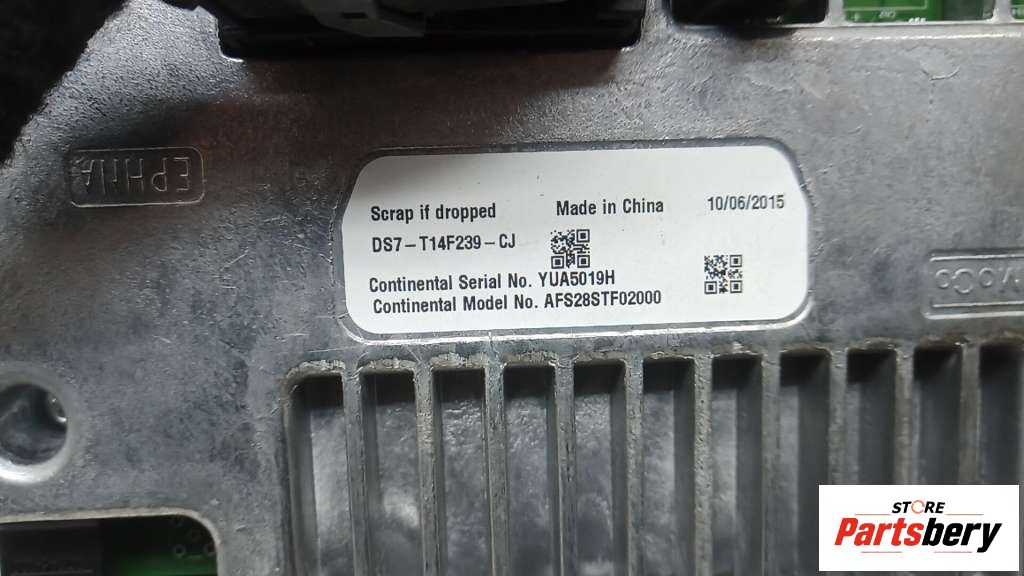 Scrap if dropped Made in China 10/06/2015
DS7-T14F239-CJ
Continental Serial No. YUA5019H
Continental Model No. AFS28STF02000
EPHNA
STORE
Partsbery